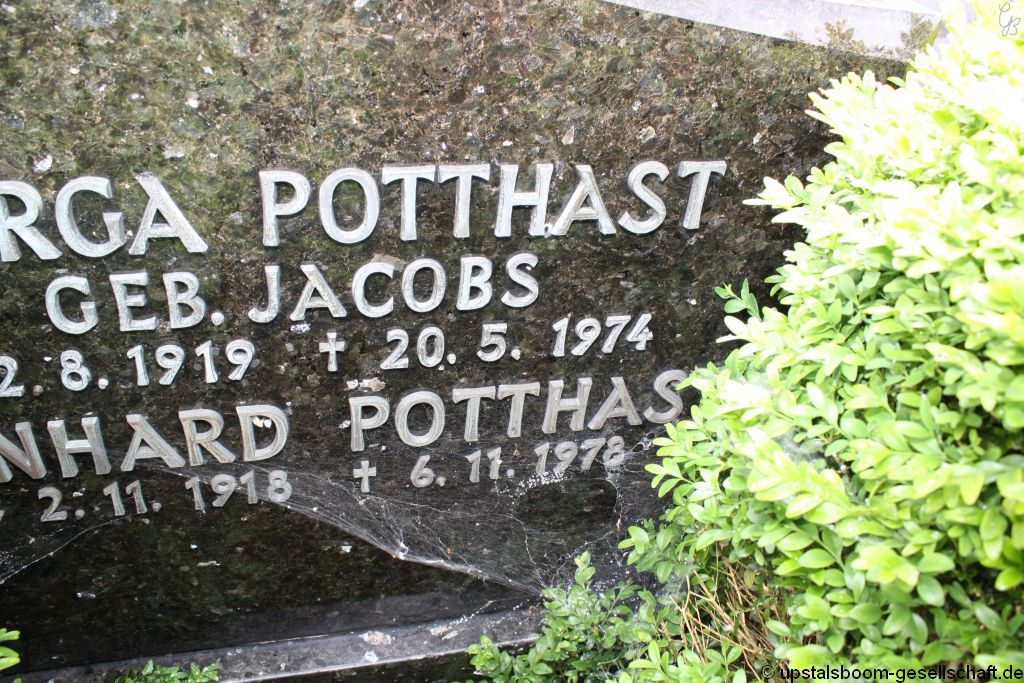 RGA POTTHAST
GEB. JACOBS
2. 8. 1919 † 20. 5. 1974
NHARD POTTHAS
2. 11. 1918 † 6. 11. 1978
© upstalsboom-gesellschaft.de